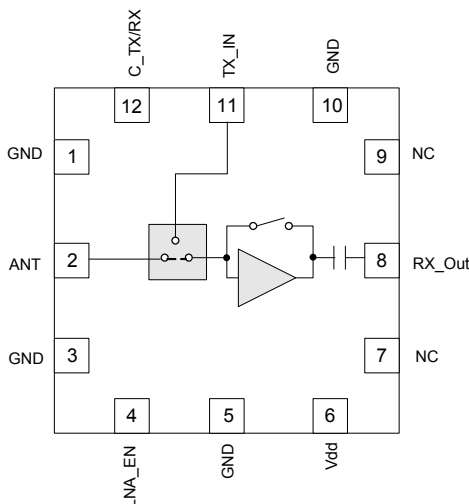 C_TX/RX
TX_IN
GND
12
11
10
GND
1
9
NC
ANT
2
8
RX_Out
GND
3
7
NC
4
5
6
_NA_EN
GND
Vdd